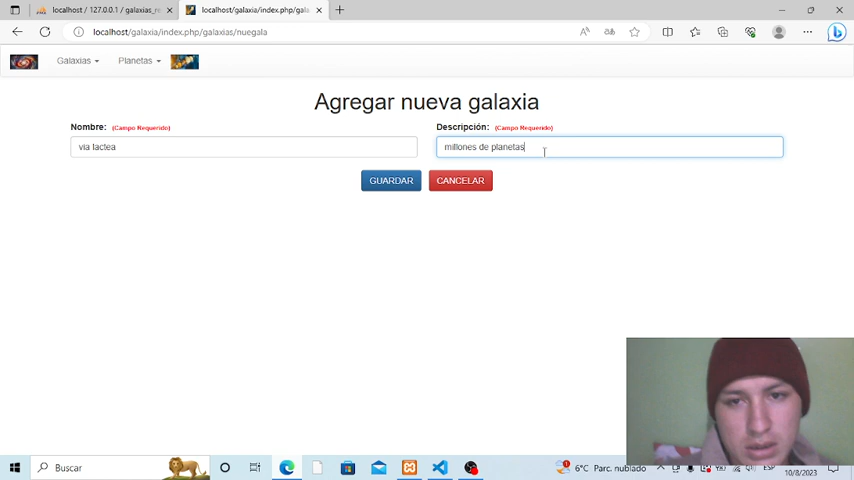 localhost / 127.0.0.1 / galaxias_re
localhost/galaxia/index.php/gala
localhost/galaxia/index.php/galaxias/nuegala
Galaxias
Planetas
Agregar nueva galaxia
Nombre: (Campo Requerido)
Descripción: (Campo Requerido)
via lactea
millones de planetas
GUARDAR
CANCELAR
Buscar
6°C Parc. nublado
ESP
10/8/2023